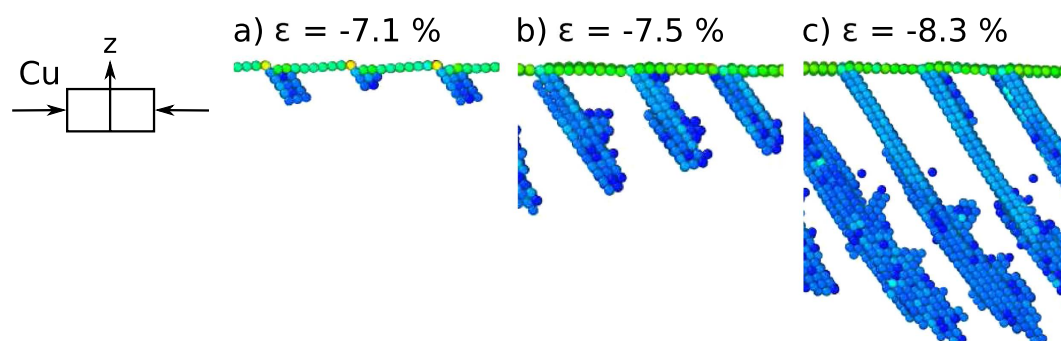 Cu
z
a) ε = -7.1 %
b) ε = -7.5 %
c) ε = -8.3 %